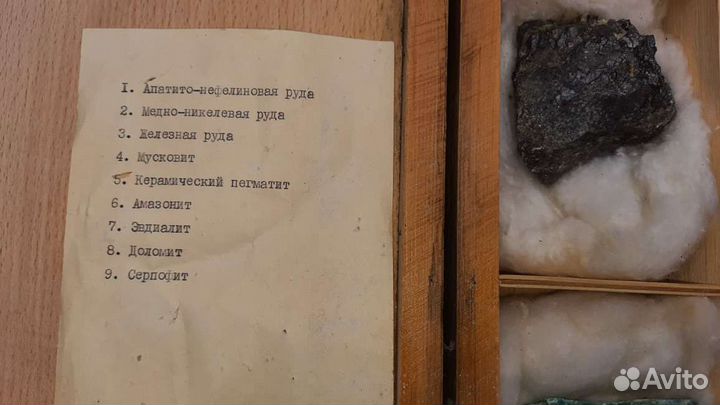 1. Апатито-нефелиновая руда
2. Медно-никелевая руда
3. Железная руда
4. Мусковит
5. Керамический пегматит
6. Амазонит
7. Эвдиалит
8. Доломит
9. Серпофит
Avito